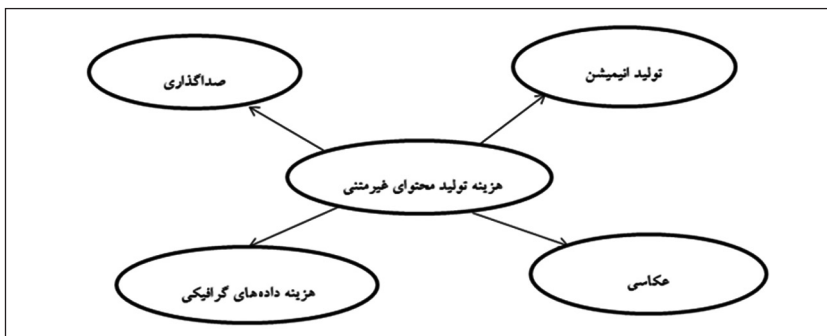 تولید انیمیشن
صداگذاری
هزینه تولید محتوای غیرمتنی
عکاسی
هزینه داده‌های گرافیکی